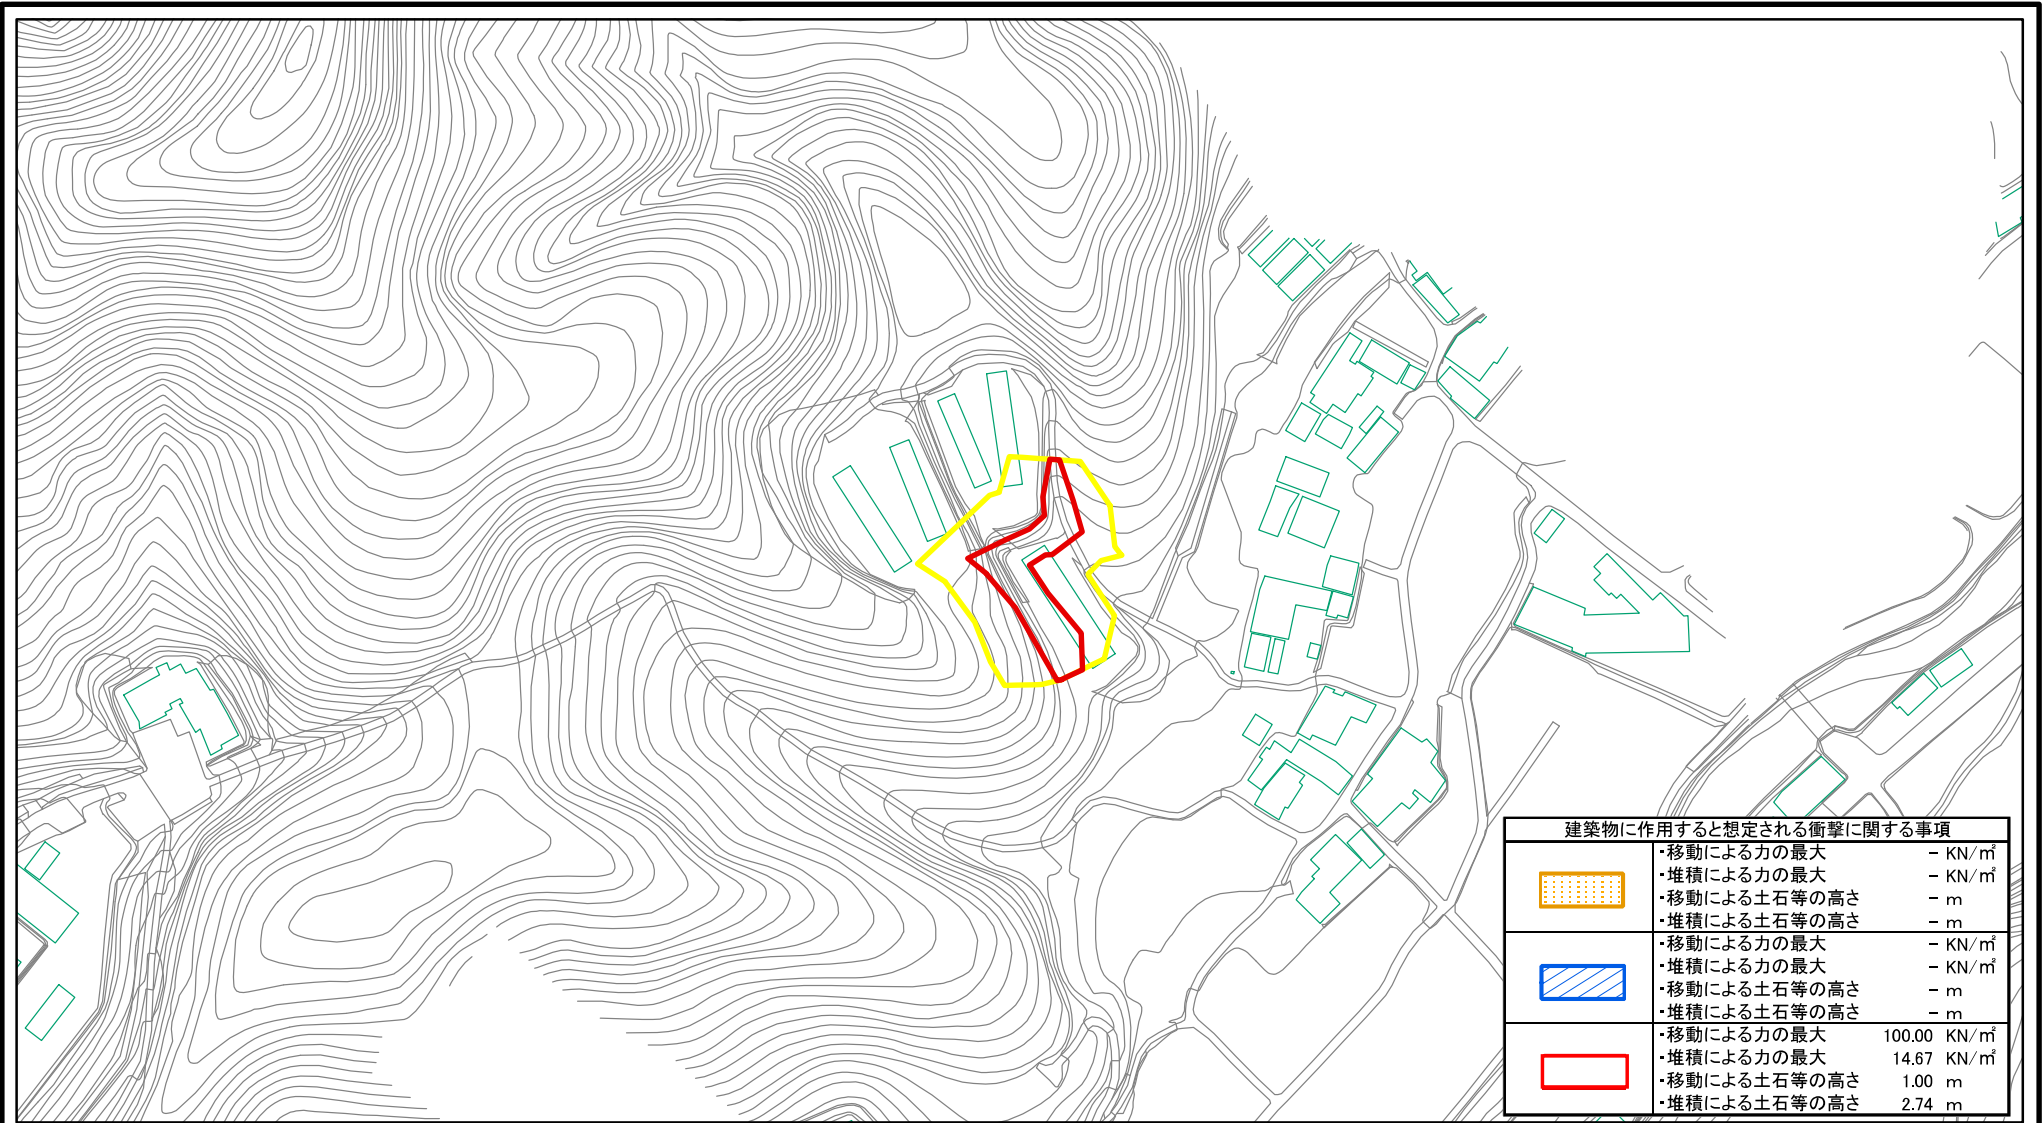 建築物に作用すると想定される衝撃に関する事項
・移動による力の最大 － KN/㎡
・堆積による力の最大 － KN/㎡
・移動による土石等の高さ － m
・堆積による土石等の高さ － m
・移動による力の最大 － KN/㎡
・堆積による力の最大 － KN/㎡
・移動による土石等の高さ － m
・堆積による土石等の高さ － m
・移動による力の最大 100.00 KN/㎡
・堆積による力の最大 14.67 KN/㎡
・移動による土石等の高さ 1.00 m
・堆積による土石等の高さ 2.74 m